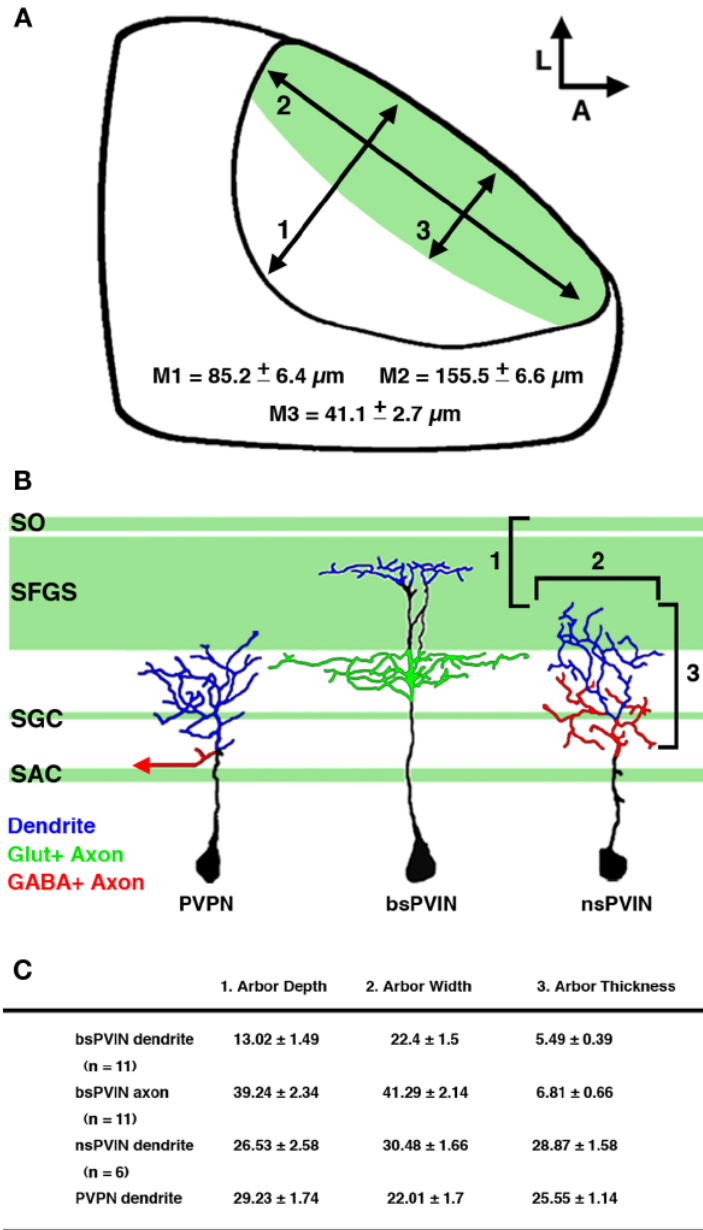 A
L
A
2
1
3
M1 = 85.2 ± 6.4 µm M2 = 155.5 ± 6.6 µm
M3 = 41.1 ± 2.7 µm
B
SO
SFGS
SGC
SAC
1
2
3
Dendrite
Glut+ Axon
GABA+ Axon
PVPN bsPVIN nsPVIN
C
1. Arbor Depth 2. Arbor Width 3. Arbor Thickness
bsPVIN dendrite 13.02 ± 1.49 22.4 ± 1.5 5.49 ± 0.39
(n = 11)
bsPVIN axon 39.24 ± 2.34 41.29 ± 2.14 6.81 ± 0.66
(n = 11)
nsPVIN dendrite 26.53 ± 2.58 30.48 ± 1.66 28.87 ± 1.58
(n = 6)
PVPN dendrite 29.23 ± 1.74 22.01 ± 1.7 25.55 ± 1.14